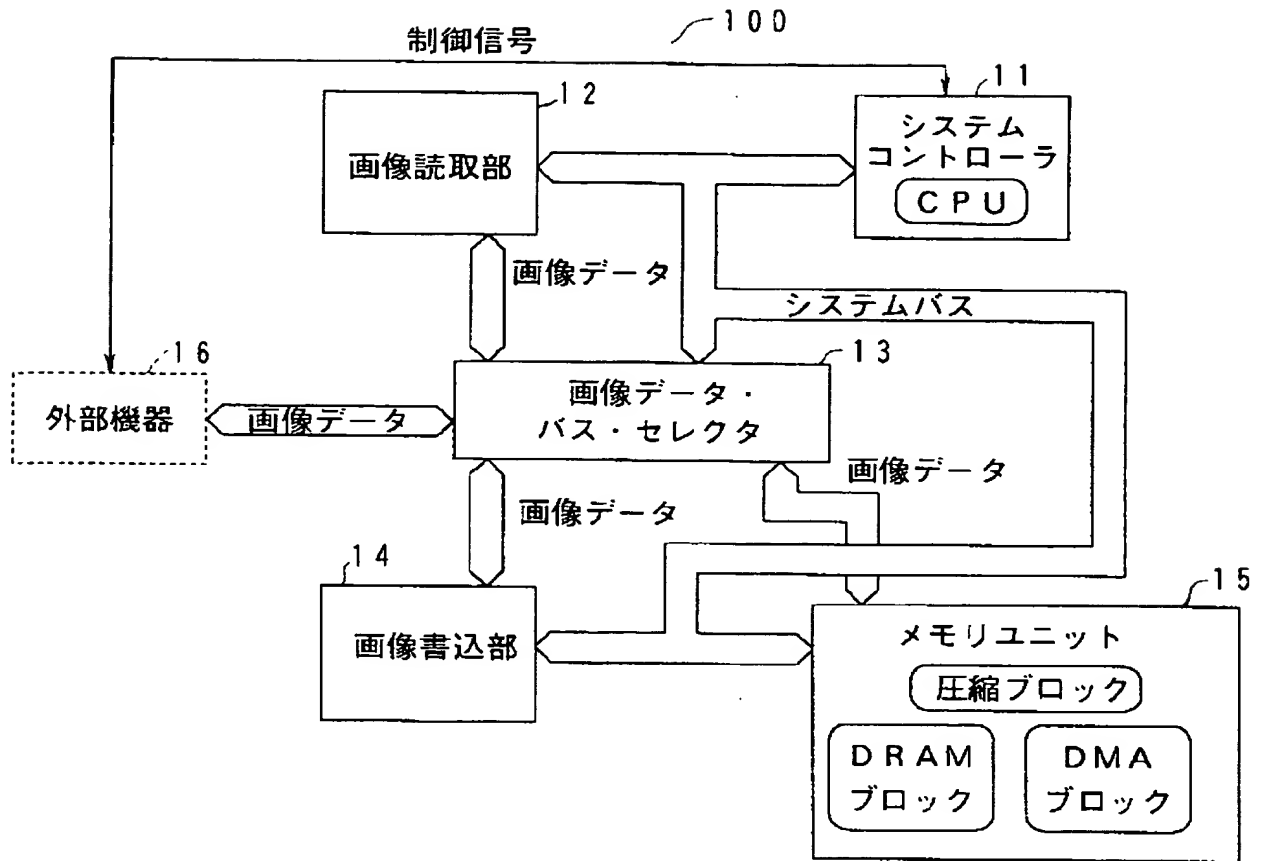 100
制御信号
12
画像読取部
11
システム
コントローラ
CPU
画像データ
システムバス
16
外部機器
画像データ
13
画像データ・
バス・セレクタ
画像データ
画像データ
14
画像書込部
15
メモリユニット
圧縮ブロック
DRAM
ブロック
DMA
ブロック